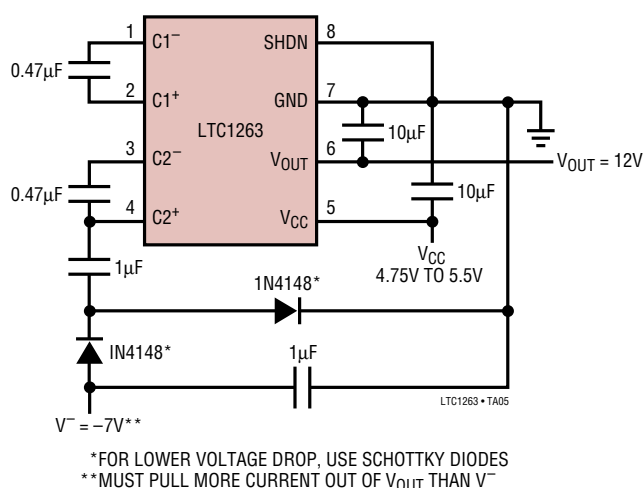 1 C1⁻ SHDN 8
0.47µF
2 C1⁺ GND 7
LTC1263
10µF
3 C2⁻ VOUT 6
VOUT = 12V
0.47µF
10µF
4 C2⁺ VCC 5
1µF
VCC
4.75V TO 5.5V
1N4148*
IN4148*
1µF
LTC1263 • TA05
V⁻ = –7V**
*FOR LOWER VOLTAGE DROP, USE SCHOTTKY DIODES
**MUST PULL MORE CURRENT OUT OF VOUT THAN V⁻